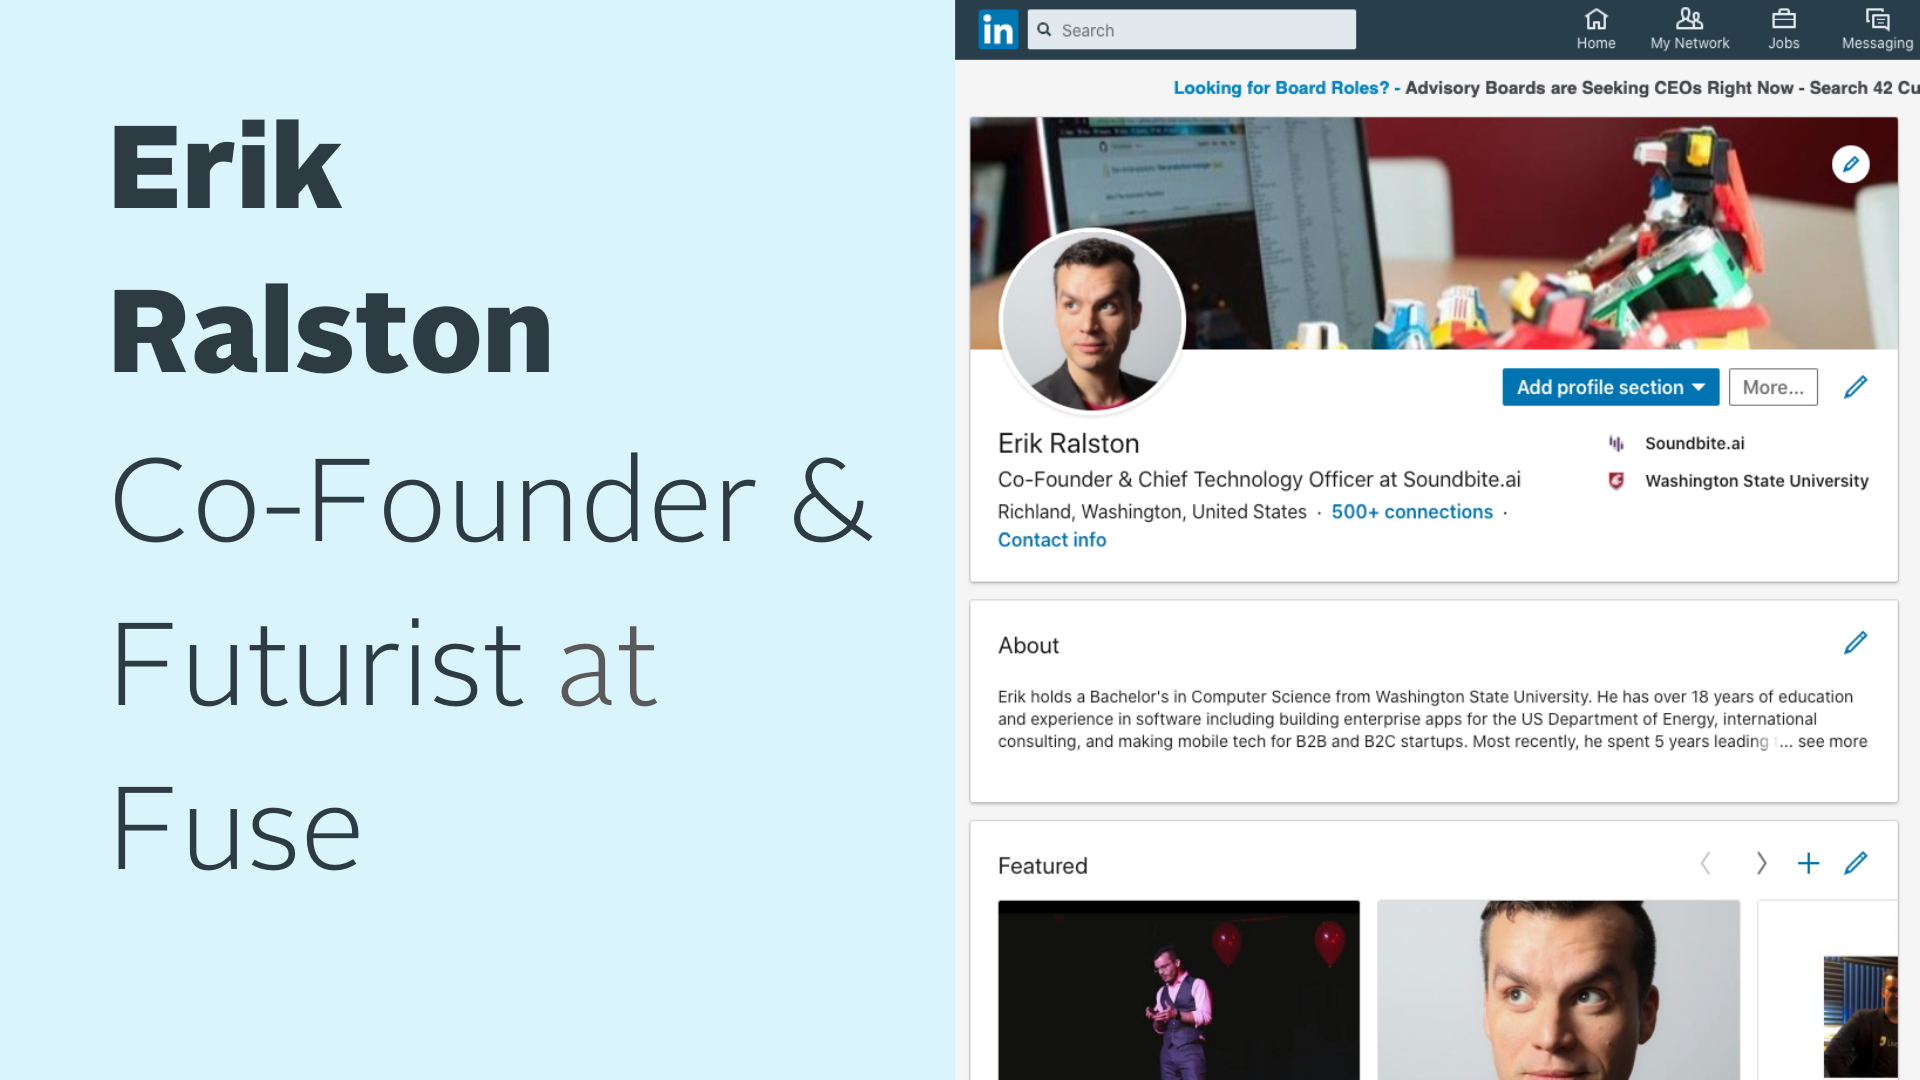 Erik
Ralston
Co-Founder &
Futurist at
Fuse
in
Search
Home
My Network
Jobs
Messaging
Looking for Board Roles? - Advisory Boards are Seeking CEOs Right Now - Search 42 Cu
Add profile section
More...
Erik Ralston
Co-Founder & Chief Technology Officer at Soundbite.ai
Richland, Washington, United States · 500+ connections ·
Contact info
Soundbite.ai
Washington State University
About
Erik holds a Bachelor's in Computer Science from Washington State University. He has over 18 years of education
and experience in software including building enterprise apps for the US Department of Energy, international
consulting, and making mobile tech for B2B and B2C startups. Most recently, he spent 5 years leading t... see more
Featured